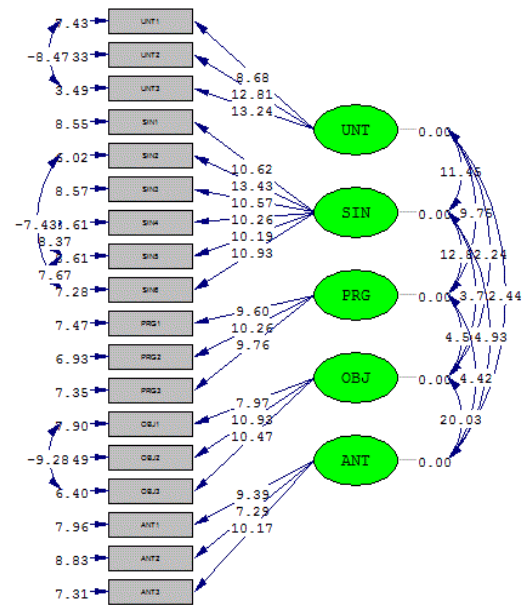 7.43 UNT1
-8.47 33 UNT2
3.49 UNT3
8.55 SIN1
5.02 SIN2
8.57 SIN3
-7.43 .61 SIN4
8.37
.61 SIN5
7.67
7.28 SIN6
7.47 PRG1
6.93 PRG2
7.35 PRG3
7.90 OBJ1
-9.28 49 OBJ2
6.40 OBJ3
7.96 ANT1
8.83 ANT2
7.31 ANT3
8.68
12.81
13.24
10.62
13.43
10.57
10.26
10.19
10.93
9.60
10.26
9.76
7.97
10.93
10.47
9.39
7.29
10.17
UNT 0.00
SIN 0.00
PRG 0.00
OBJ 0.00
ANT 0.00
11.45
9.75
12.8 2.24
3.7 2.44
4.5 4.93
4.42
20.03